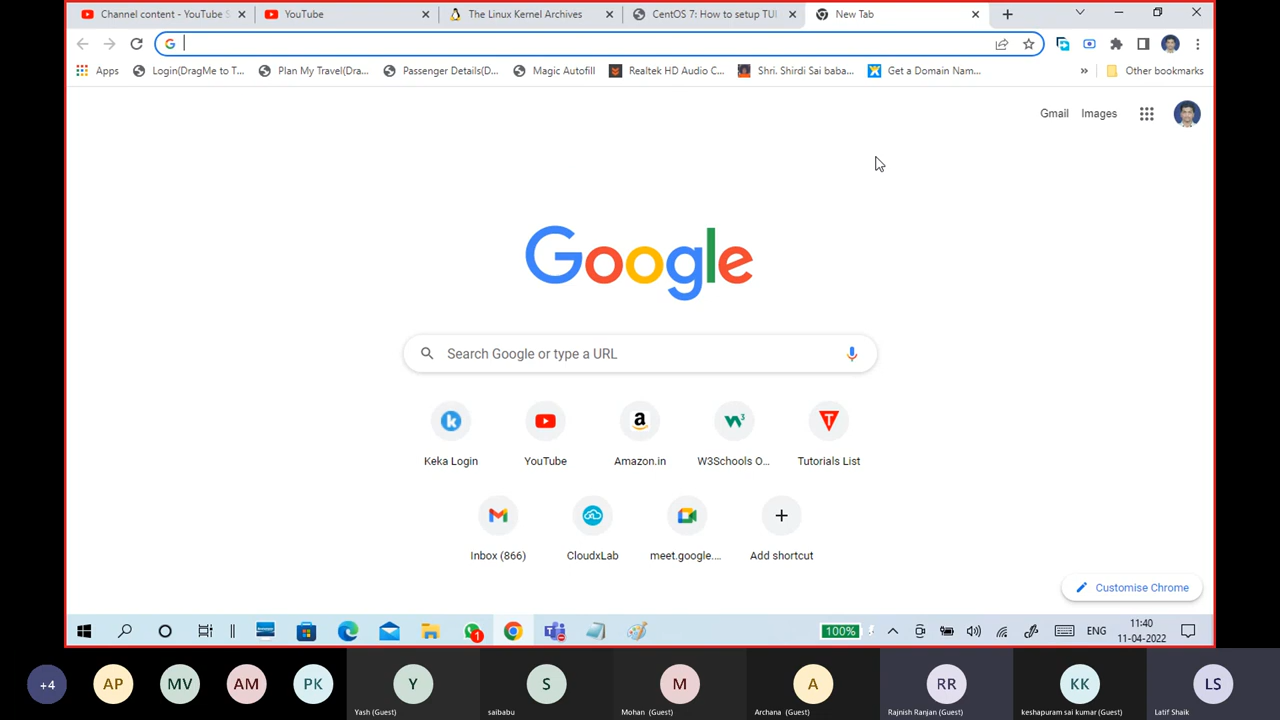 Channel content - YouTube S
YouTube
The Linux Kernel Archives
CentOS 7: How to setup TUI
New Tab
Apps
Login(DragMe to T...
Plan My Travel(Dra...
Passenger Details(D...
Magic Autofill
Realtek HD Audio C...
Shri. Shirdi Sai baba...
Get a Domain Nam...
»
Other bookmarks
Gmail
Images
Google
Search Google or type a URL
Keka Login
YouTube
Amazon.in
W3Schools O...
Tutorials List
Inbox (866)
CloudxLab
meet.google....
Add shortcut
Customise Chrome
1
100%
ENG
11:40
11-04-2022
+4
AP
MV
AM
PK
Y
Yash (Guest)
S
saibabu
M
Mohan (Guest)
A
Archana (Guest)
RR
Rajnish Ranjan (Guest)
KK
keshapuram sai kumar (Guest)
LS
Latif Shaik